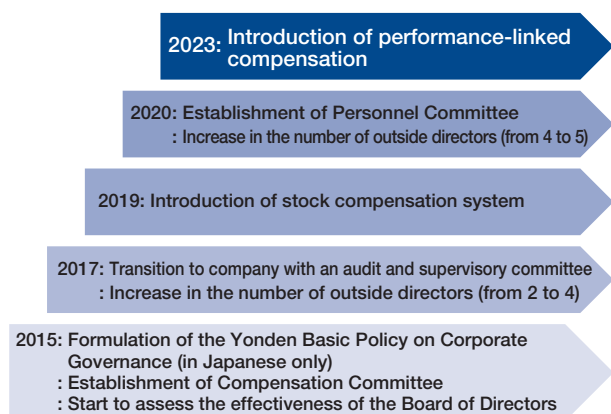 2023: Introduction of performance-linked
compensation
2020: Establishment of Personnel Committee
: Increase in the number of outside directors (from 4 to 5)
2019: Introduction of stock compensation system
2017: Transition to company with an audit and supervisory committee
: Increase in the number of outside directors (from 2 to 4)
2015: Formulation of the Yonden Basic Policy on Corporate
Governance (in Japanese only)
: Establishment of Compensation Committee
: Start to assess the effectiveness of the Board of Directors